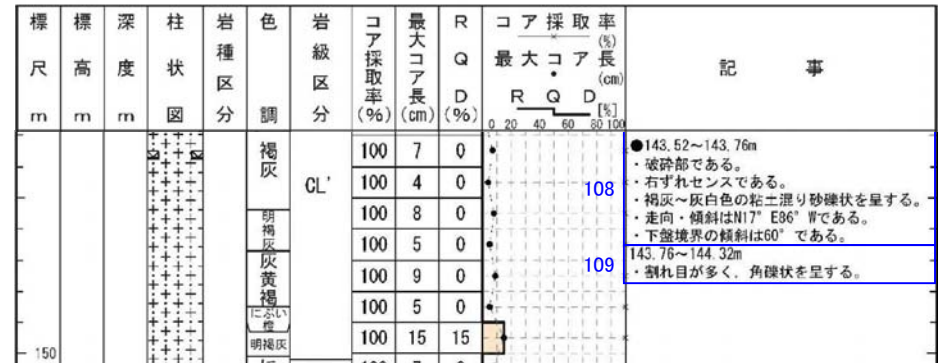 標尺m
標高m
深度m
柱状図
岩種区分
色調
岩級区分
コア採取率(%)
最大コア長(cm)
RQD(%)
コア採取率(%)
最大コア長(cm)
RQD[%]
0 20 40 60 80 100
記事
褐灰
明褐灰
灰黄褐
にぶい橙
明褐灰
CL'
100 7 0
100 4 0
100 8 0
100 5 0
100 9 0
100 5 0
100 15 15
150
108
●143.52～143.76m
・破砕部である。
・右ずれセンスである。
・褐灰～灰白色の粘土混り砂礫状を呈する。
・走向・傾斜はN17°E86°Wである。
・下盤境界の傾斜は60°である。
109
143.76～144.32m
・割れ目が多く，角礫状を呈する。